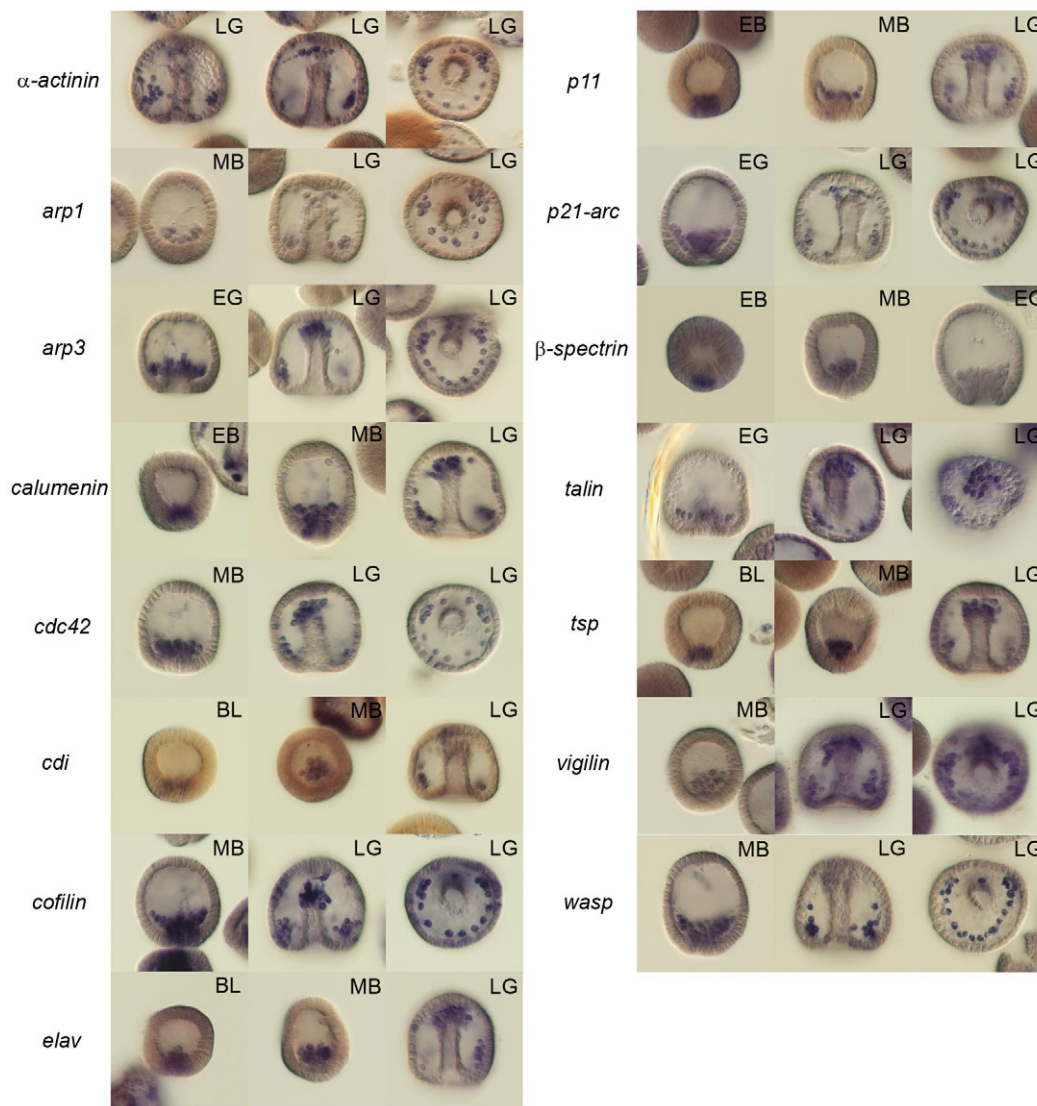 LG LG LG
α-actinin
MB LG LG
arp1
EG LG LG
arp3
EB MB LG
calumenin
MB LG LG
cdc42
BL MB LG
cdi
MB LG LG
cofilin
BL MB LG
elav
EB MB LG
p11
EG LG LG
p21-arc
EB MB EG
β-spectrin
EG LG LG
talin
BL MB LG
tsp
MB LG LG
vigilin
MB LG LG
wasp